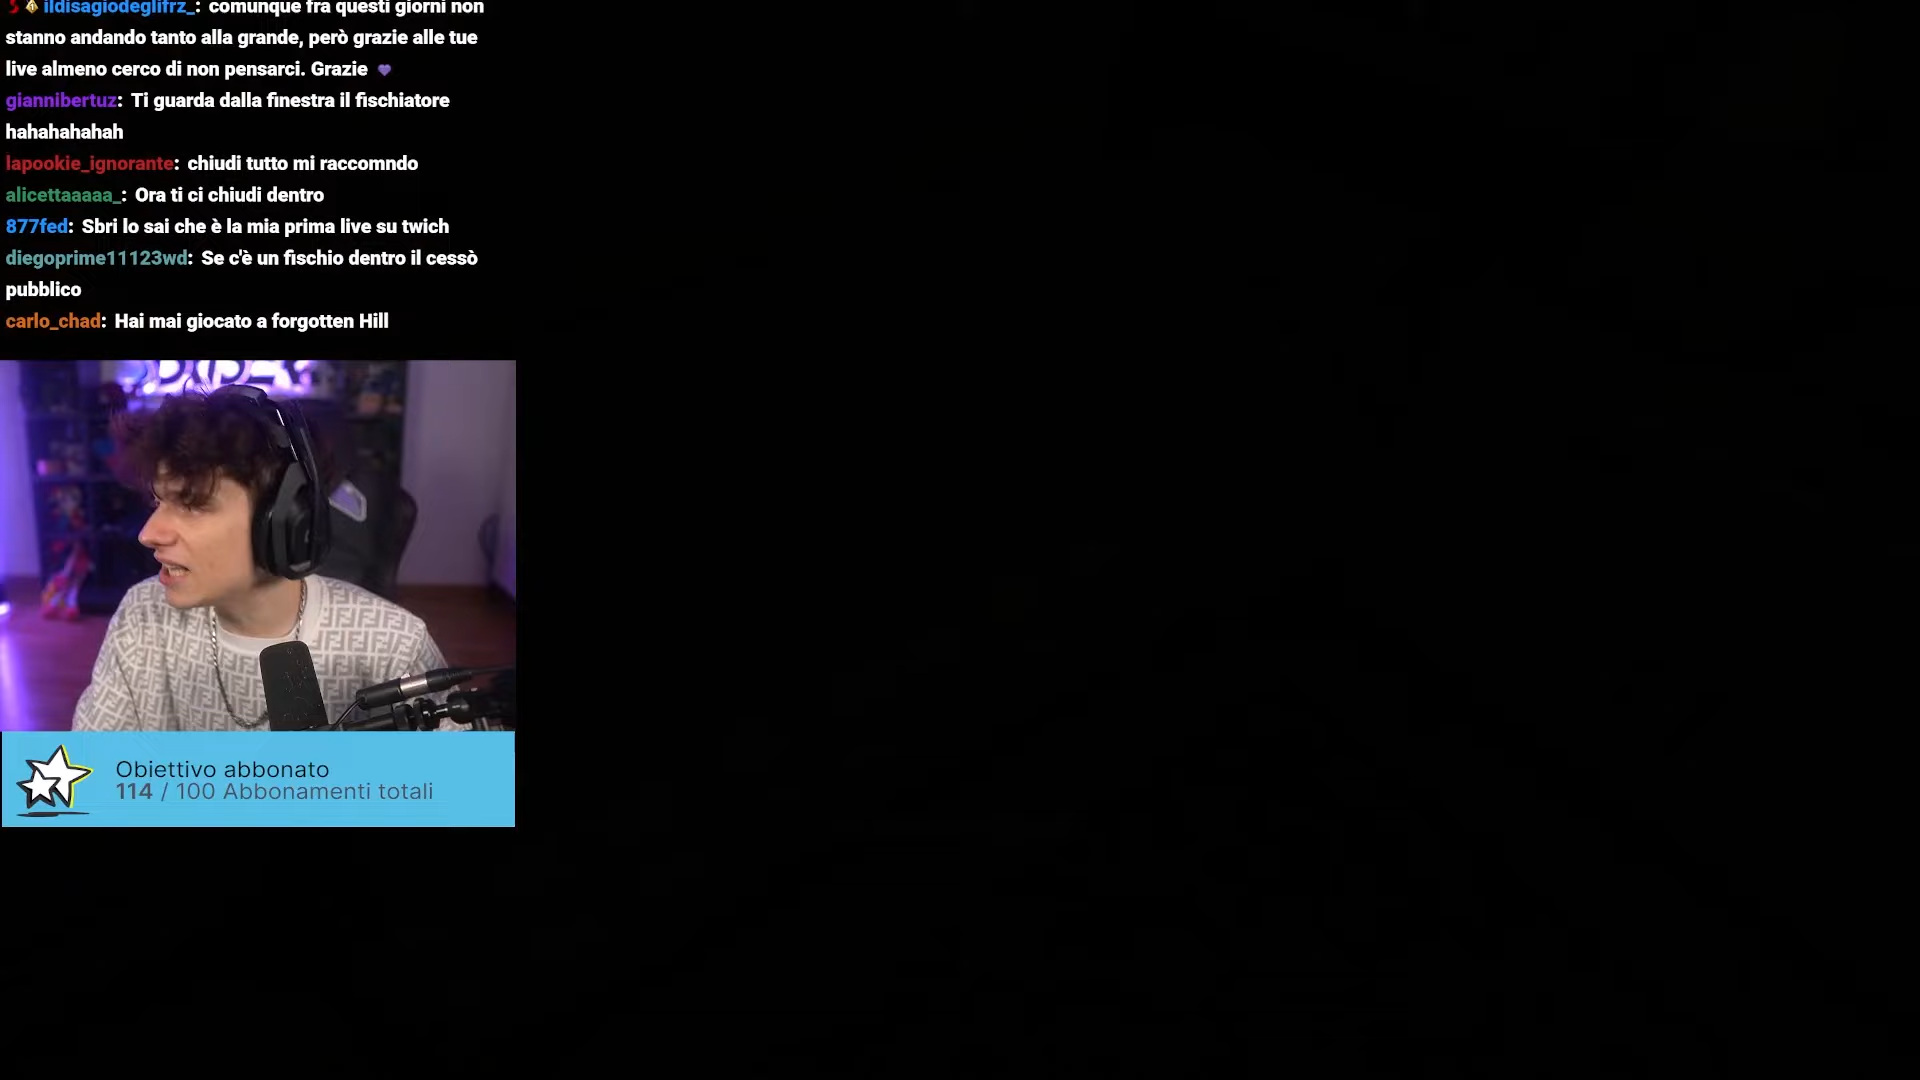 ildisagiodeglifrz_: comunque fra questi giorni non
stanno andando tanto alla grande, però grazie alle tue
live almeno cerco di non pensarci. Grazie
giannibertuz: Ti guarda dalla finestra il fischiatore
hahahahahah
lapookie_ignorante: chiudi tutto mi raccomndo
alicettaaaaa_: Ora ti ci chiudi dentro
877fed: Sbri lo sai che è la mia prima live su twich
diegoprime11123wd: Se c'è un fischio dentro il cessò
pubblico
carlo_chad: Hai mai giocato a forgotten Hill
Obiettivo abbonato
114 / 100 Abbonamenti totali